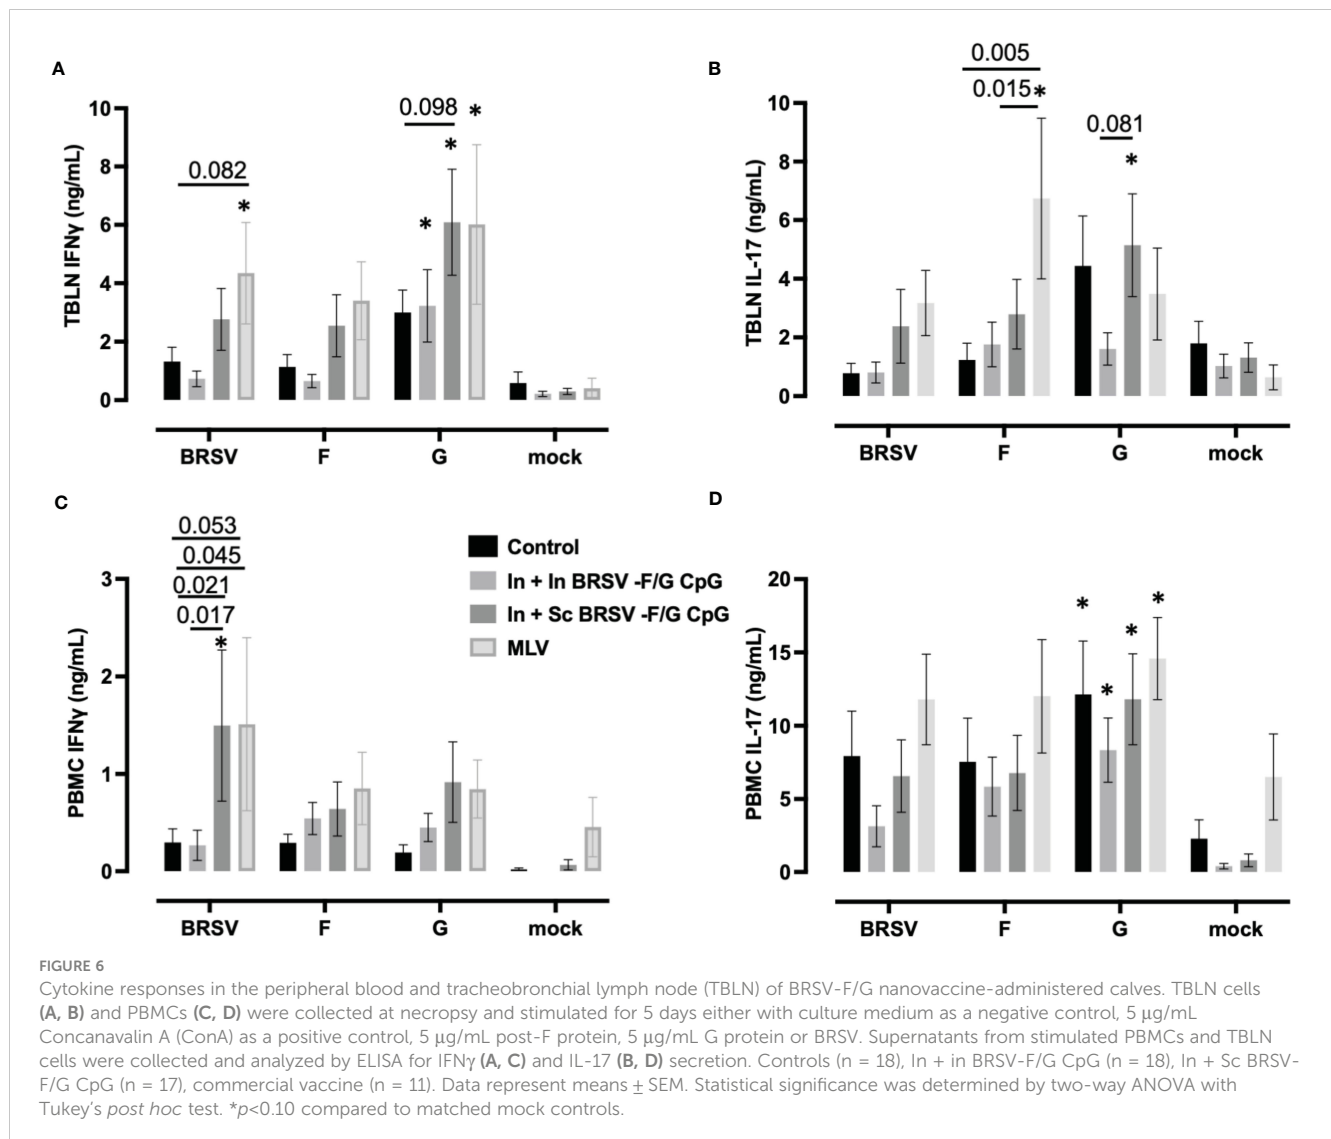 A
0.098
*
0.082
*
*
*
*
10
8
6
4
2
0
TBLN IFNγ (ng/mL)
BRSV
F
G
mock
B
0.005
0.015
*
0.081
*
10
8
6
4
2
0
TBLN IL-17 (ng/mL)
BRSV
F
G
mock
C
0.053
0.045
0.021
0.017
*
3
2
1
0
PBMC IFNγ (ng/mL)
BRSV
F
G
mock
Control
In + In BRSV -F/G CpG
In + Sc BRSV -F/G CpG
MLV
D
*
*
*
*
20
15
10
5
0
PBMC IL-17 (ng/mL)
BRSV
F
G
mock
FIGURE 6
Cytokine responses in the peripheral blood and tracheobronchial lymph node (TBLN) of BRSV-F/G nanovaccine-administered calves. TBLN cells
(A, B) and PBMCs (C, D) were collected at necropsy and stimulated for 5 days either with culture medium as a negative control, 5 μg/mL
Concanavalin A (ConA) as a positive control, 5 μg/mL post-F protein, 5 μg/mL G protein or BRSV. Supernatants from stimulated PBMCs and TBLN
cells were collected and analyzed by ELISA for IFNγ (A, C) and IL-17 (B, D) secretion. Controls (n = 18), In + in BRSV-F/G CpG (n = 18), In + Sc BRSV-
F/G CpG (n = 17), commercial vaccine (n = 11). Data represent means ± SEM. Statistical significance was determined by two-way ANOVA with
Tukey's post hoc test. *p<0.10 compared to matched mock controls.